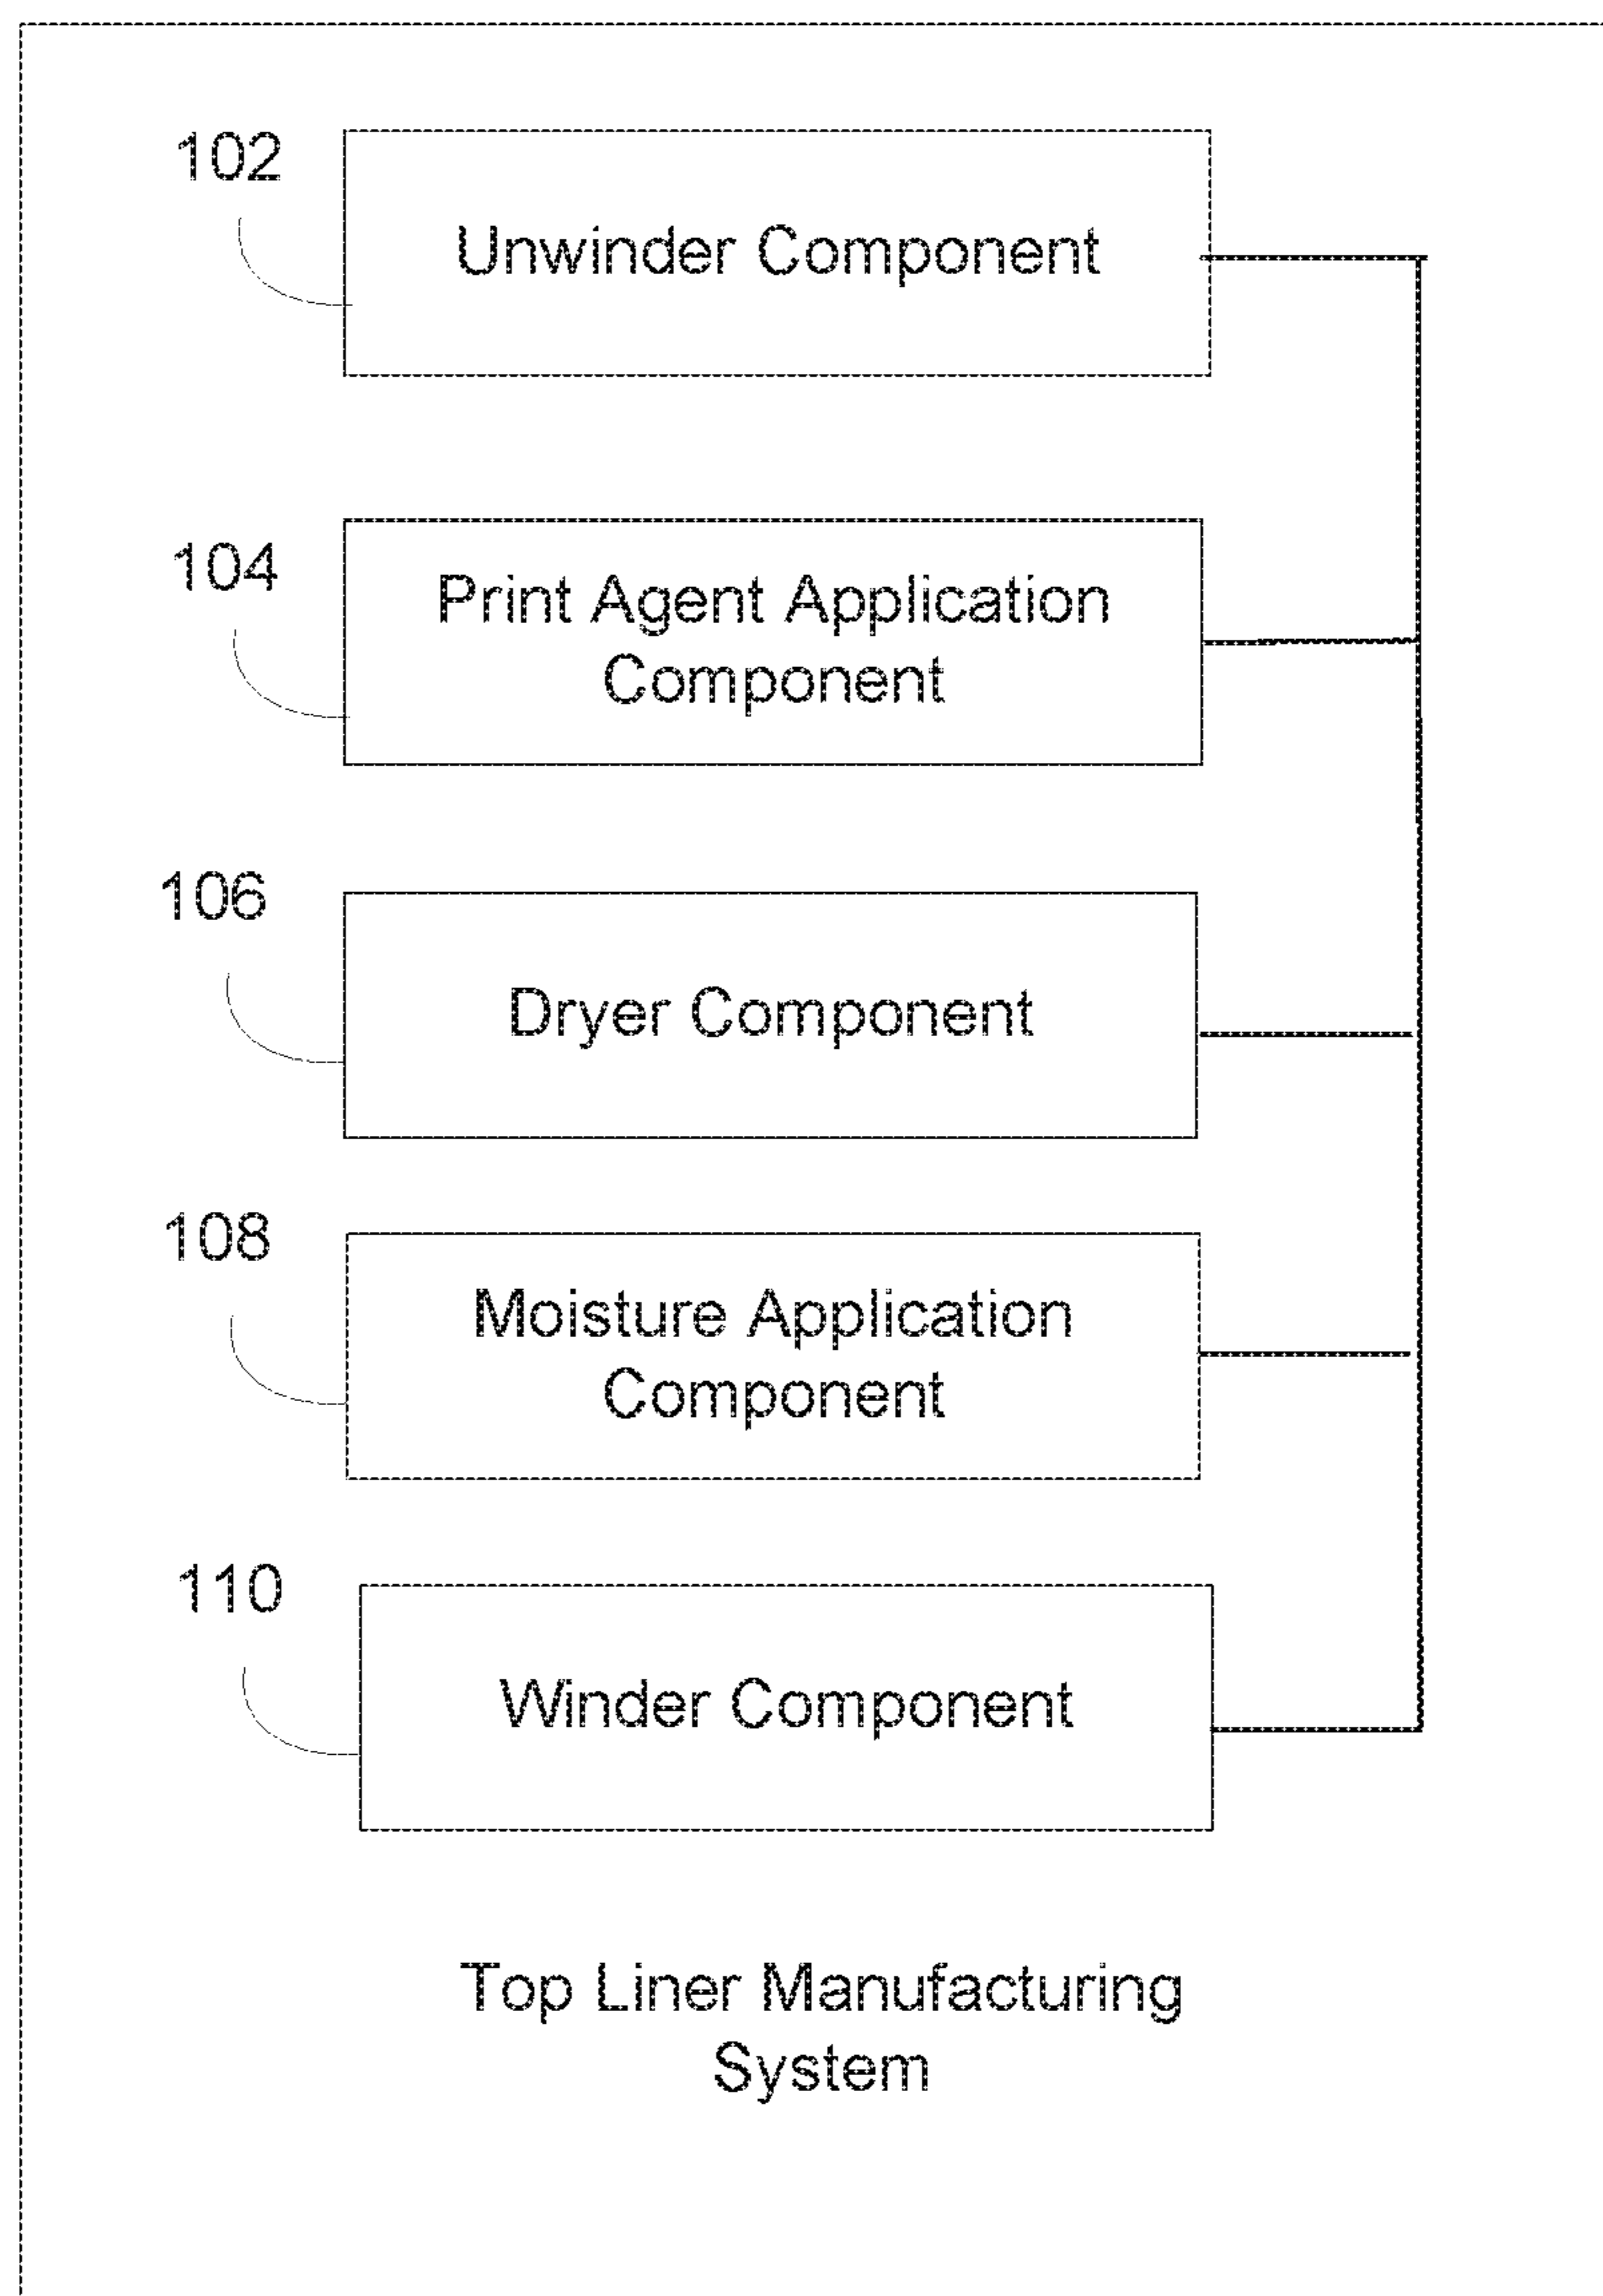 102
Unwinder Component
104
Print Agent Application
Component
106
Dryer Component
108
Moisture Application
Component
110
Winder Component
Top Liner Manufacturing
System